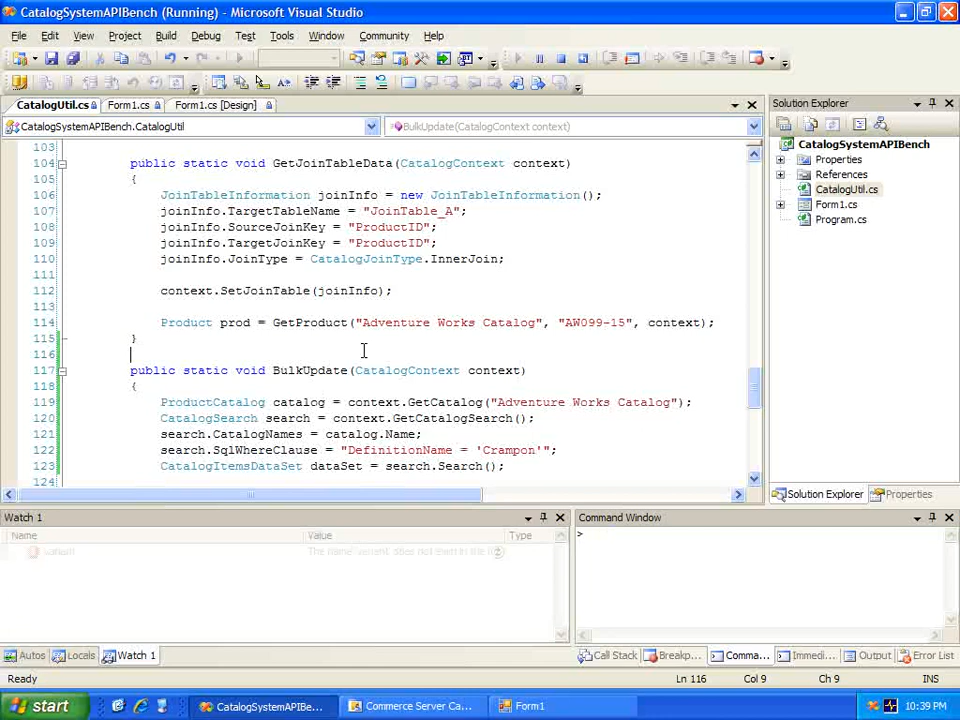 CatalogSystemAPIBench (Running) - Microsoft Visual Studio
File Edit View Project Build Debug Test Tools Window Community Help
CatalogUtil.cs Form1.cs Form1.cs [Design]
CatalogSystemAPIBench.CatalogUtil BulkUpdate(CatalogContext context)
103
104 public static void GetJoinTableData(CatalogContext context)
105 {
106 JoinTableInformation joinInfo = new JoinTableInformation();
107 joinInfo.TargetTableName = "JoinTable_A";
108 joinInfo.SourceJoinKey = "ProductID";
109 joinInfo.TargetJoinKey = "ProductID";
110 joinInfo.JoinType = CatalogJoinType.InnerJoin;
111
112 context.SetJoinTable(joinInfo);
113
114 Product prod = GetProduct("Adventure Works Catalog", "AW099-15", context);
115 }
116
117 public static void BulkUpdate(CatalogContext context)
118 {
119 ProductCatalog catalog = context.GetCatalog("Adventure Works Catalog");
120 CatalogSearch search = context.GetCatalogSearch();
121 search.CatalogNames = catalog.Name;
122 search.SqlWhereClause = "DefinitionName = 'Crampon'";
123 CatalogItemsDataSet dataSet = search.Search();
124
Solution Explorer
CatalogSystemAPIBench
Properties
References
CatalogUtil.cs
Form1.cs
Program.cs
Solution Explorer Properties
Watch 1
Name Value Type
The name
Command Window
>
Autos Locals Watch 1
Call Stack Breakp... Comma... Immedi... Output Error List
Ready Ln 116 Col 9 Ch 9 INS
start CatalogSystemAPIBe... Commerce Server Ca... Form1 10:39 PM